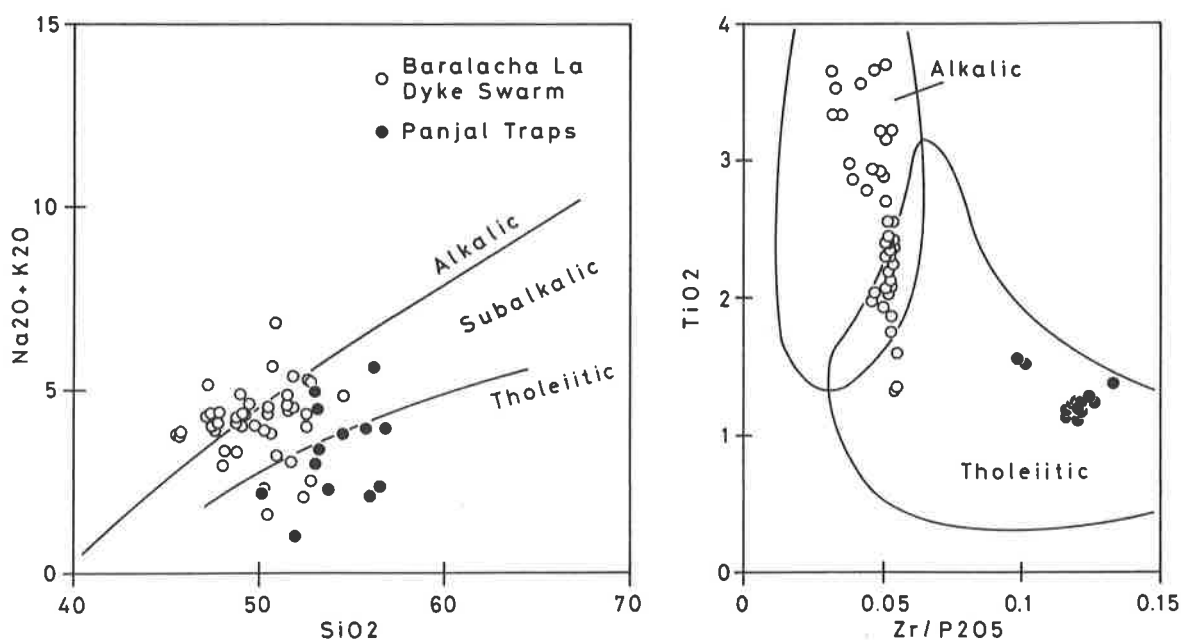 15
10
5
0
Na2O + K2O
40
50
60
70
SiO2
Baralacha La
Dyke Swarm
Panjal Traps
Alkalic
Subalkalic
Tholeiitic
4
3
2
1
0
TiO2
0
0.05
0.1
0.15
Zr/P2O5
Alkalic
Tholeiitic